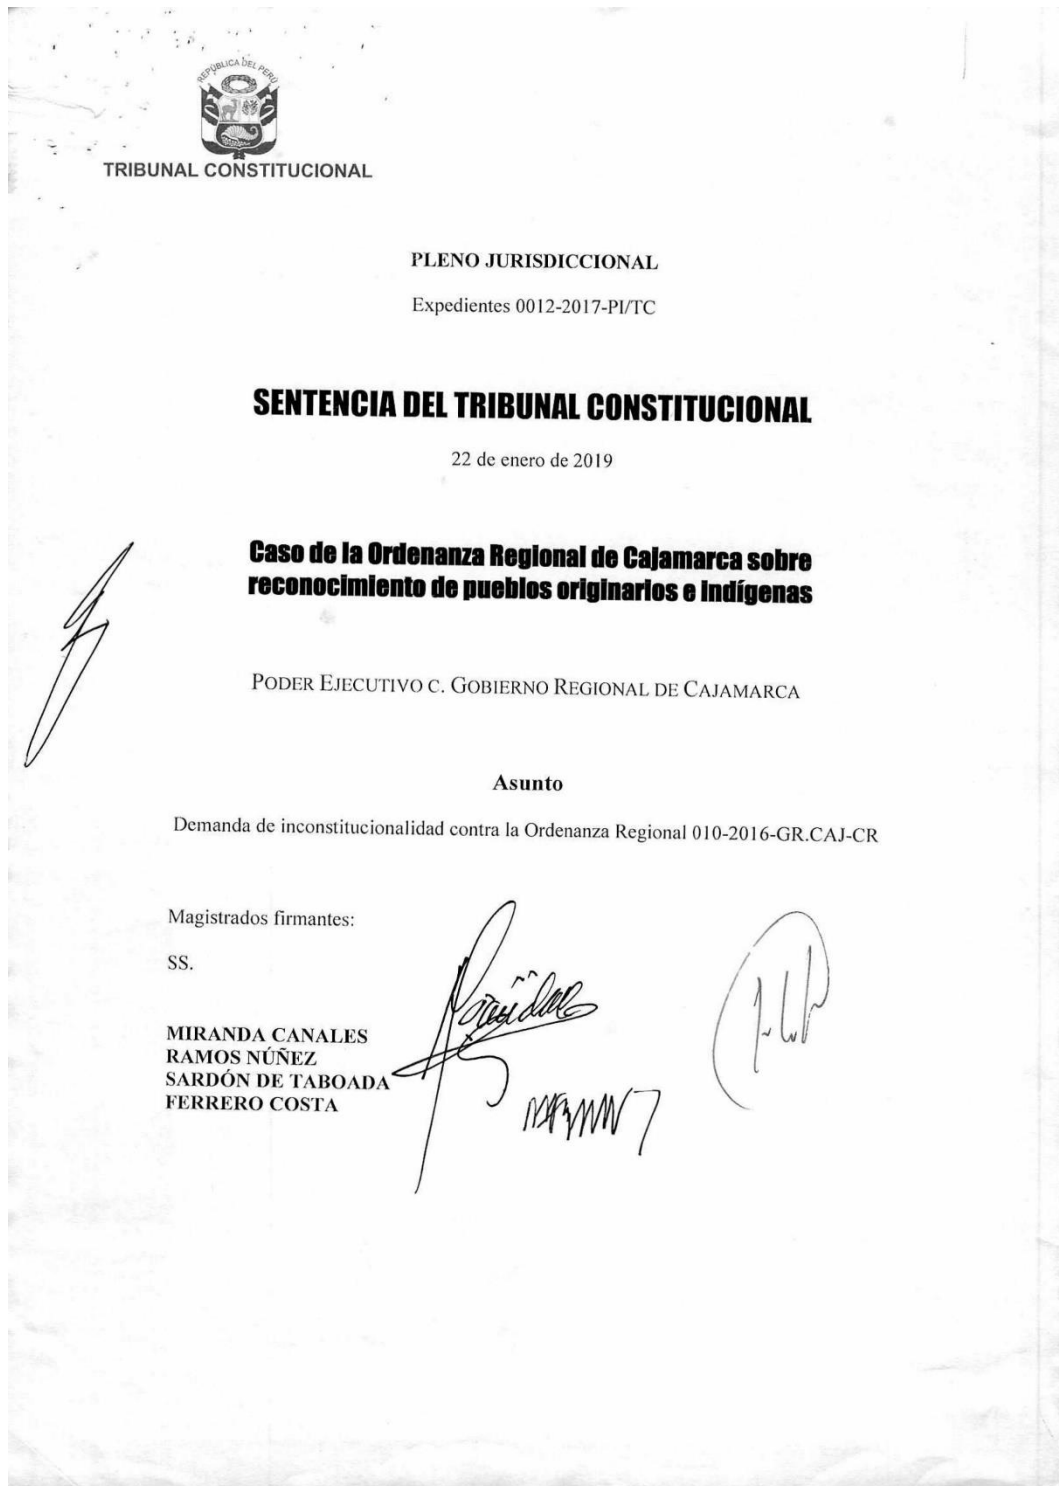 REPÚBLICA DEL PERÚ
TRIBUNAL CONSTITUCIONAL
PLENO JURISDICCIONAL
Expedientes 0012-2017-PI/TC
SENTENCIA DEL TRIBUNAL CONSTITUCIONAL
22 de enero de 2019
Caso de la Ordenanza Regional de Cajamarca sobre
reconocimiento de pueblos originarios e indígenas
PODER EJECUTIVO C. GOBIERNO REGIONAL DE CAJAMARCA
Asunto
Demanda de inconstitucionalidad contra la Ordenanza Regional 010-2016-GR.CAJ-CR
Magistrados firmantes:
SS.
MIRANDA CANALES
RAMOS NÚÑEZ
SARDÓN DE TABOADA
FERRERO COSTA